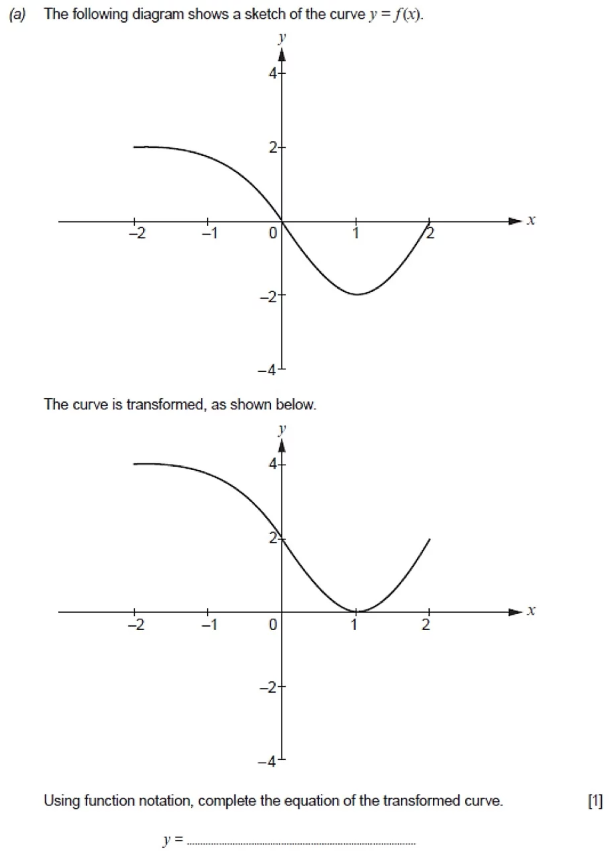 (a) The following diagram shows a sketch of the curve y = f(x).
y
4
2
x
–2 –1 0 1 2
–2
–4
The curve is transformed, as shown below.
y
4
2
x
–2 –1 0 1 2
–2
–4
Using function notation, complete the equation of the transformed curve. [1]
y = ........................................................................